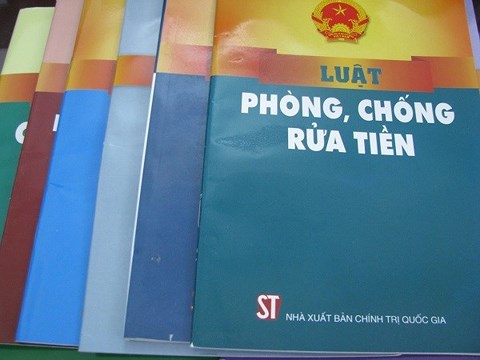 LUẬT
PHÒNG, CHỐNG
RỬA TIỀN
ST NHÀ XUẤT BẢN CHÍNH TRỊ QUỐC GIA